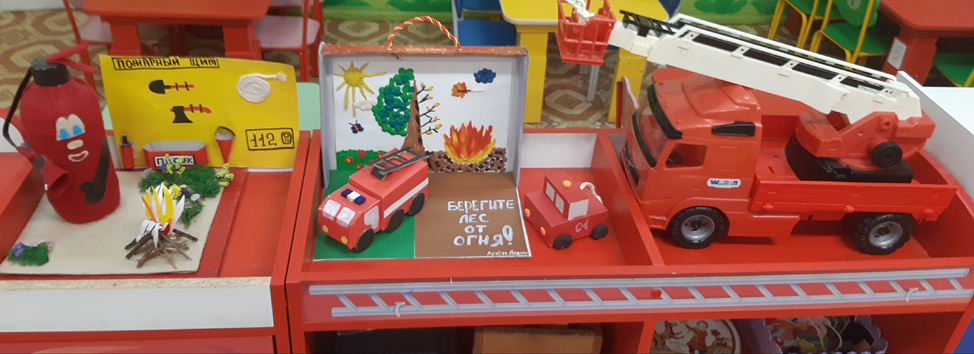 ПОЖАРНЫЙ ЩИТ
112
ПЕСОК
БЕРЕГИТЕ
ЛЕС
ОТ
ОГНЯ!
01